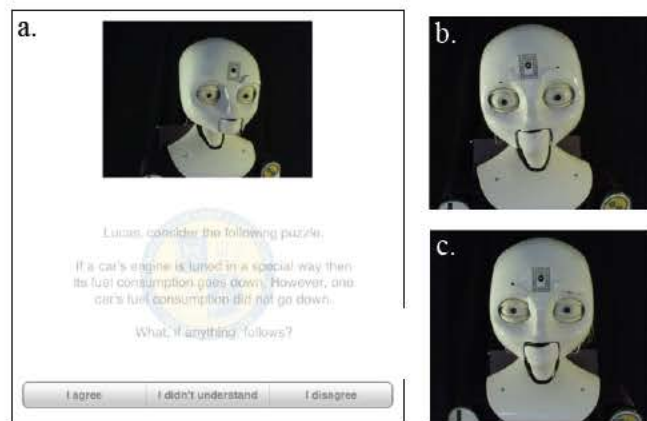 a.
b.
c.
Lucas, consider the following puzzle.
If a car's engine is tuned in a special way then
its fuel consumption goes down. However, one
car's fuel consumption did not go down.
What, if anything, follows?
I agree
I didn't understand
I disagree